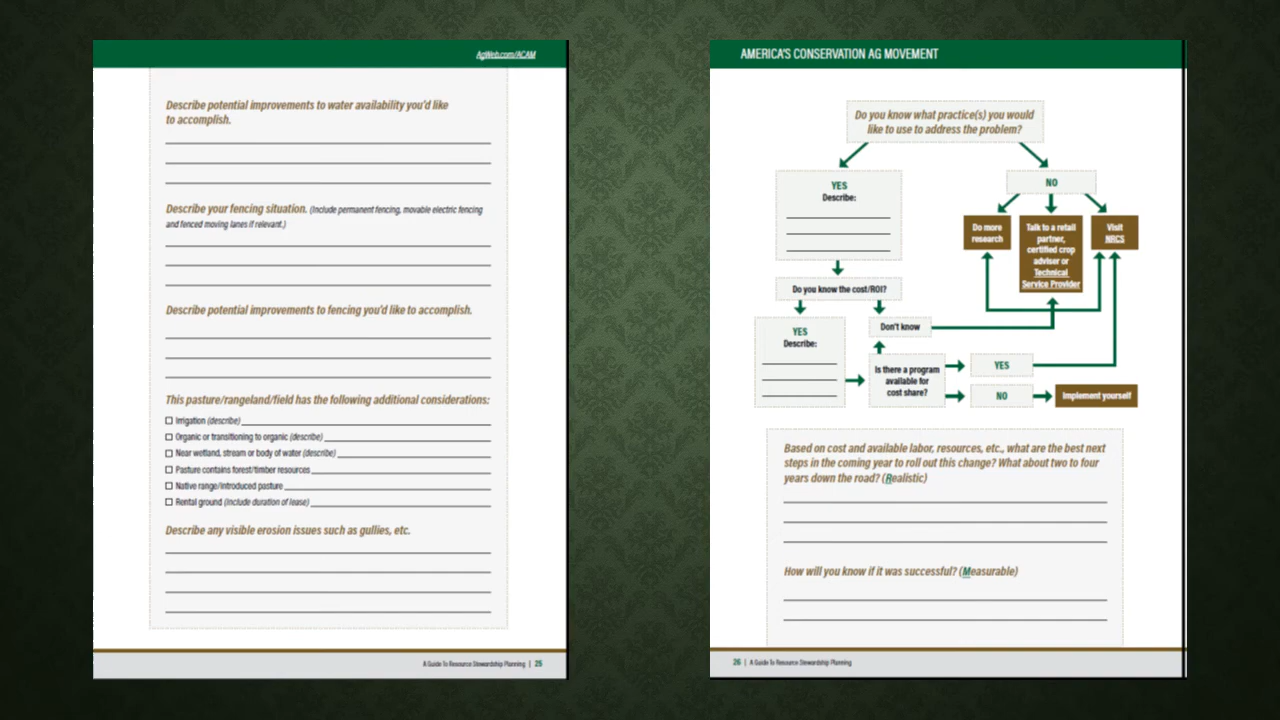 AgWeb.com/ACAM
Describe potential improvements to water availability you'd like
to accomplish.
Describe your fencing situation. (Include permanent fencing, movable electric fencing
and fenced moving lanes if relevant.)
Describe potential improvements to fencing you'd like to accomplish.
This pasture/rangeland/field has the following additional considerations:
Irrigation (describe)
Organic or transitioning to organic (describe)
Near wetland, stream or body of water (describe)
Pasture contains forest/timber resources
Native range/introduced pasture
Rental ground (Include duration of lease)
Describe any visible erosion issues such as gullies, etc.
A Guide To Resource Stewardship Planning | 25
AMERICA'S CONSERVATION AG MOVEMENT
Do you know what practice(s) you would
like to use to address the problem?
YES
Describe:
NO
Do more
research
Talk to a retail
partner,
certified crop
adviser or
Technical
Service Provider
Visit
NRCS
Do you know the cost/ROI?
YES
Describe:
Don't know
Is there a program
available for
cost share?
YES
NO
Implement yourself
Based on cost and available labor, resources, etc., what are the best next
steps in the coming year to roll out this change? What about two to four
years down the road? (Realistic)
How will you know if it was successful? (Measurable)
26 | A Guide To Resource Stewardship Planning